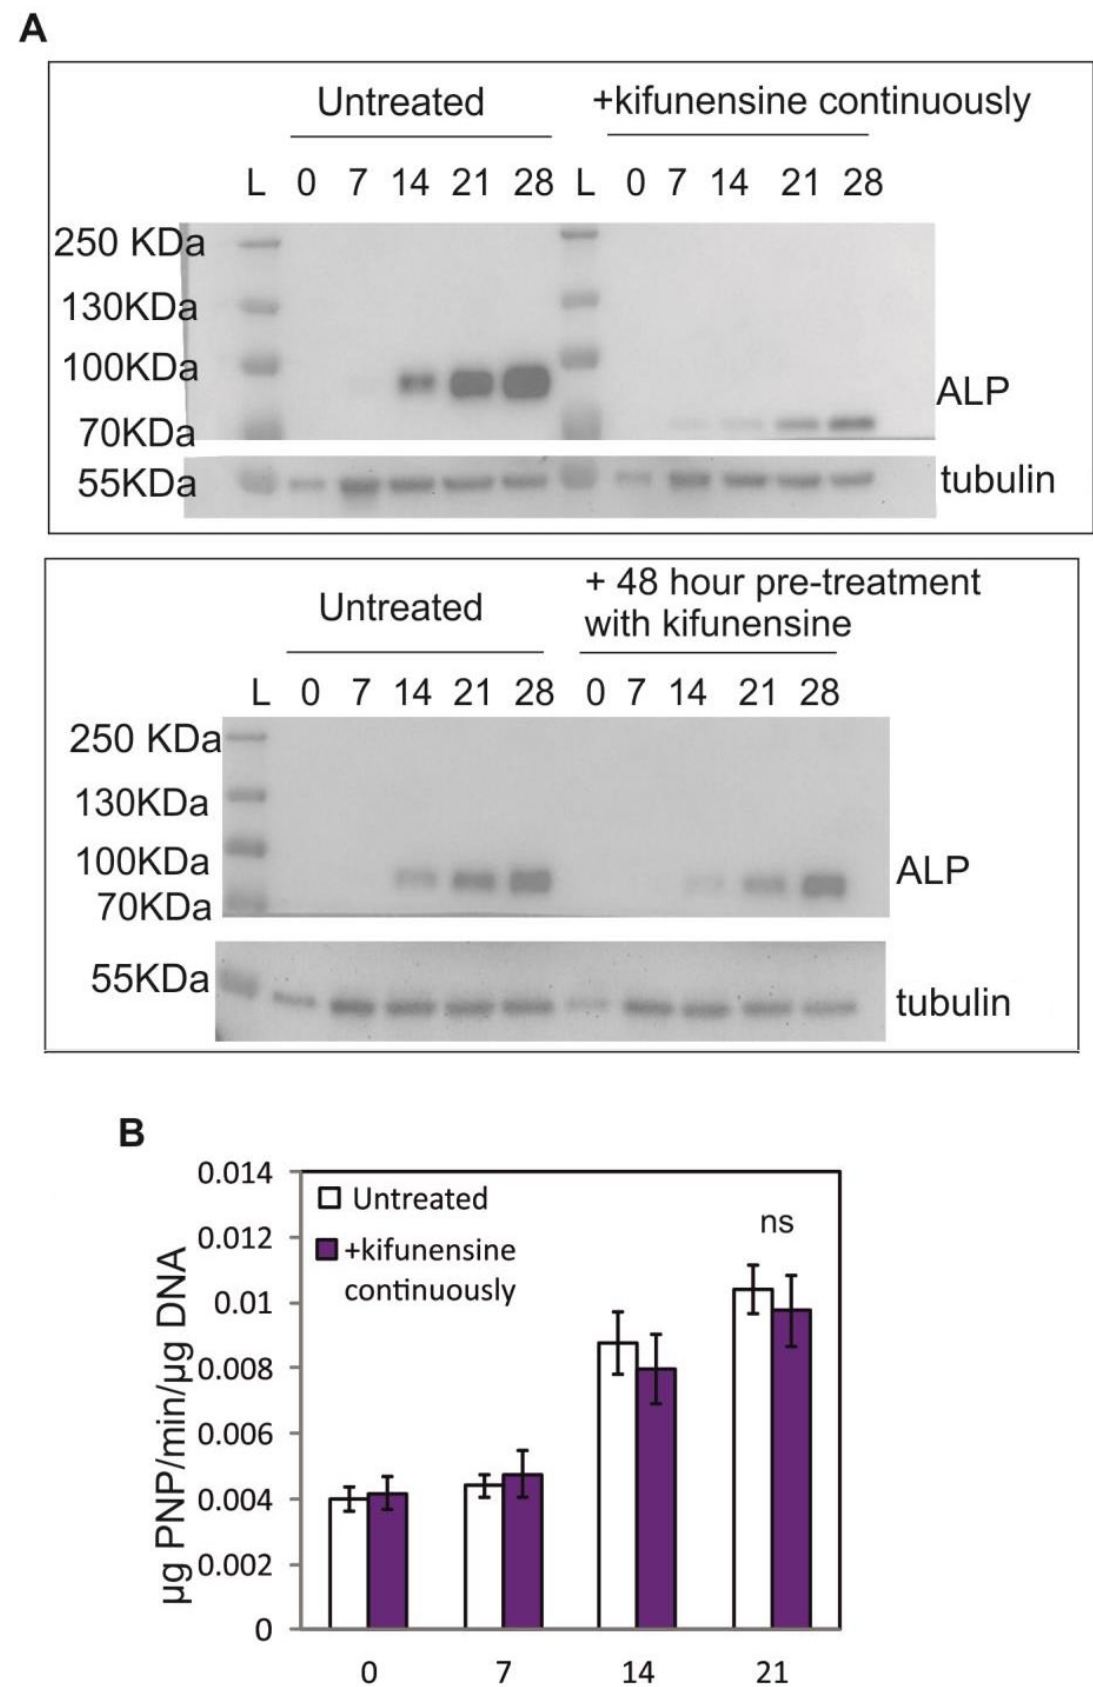 A
Untreated +kifunensine continuously
L 0 7 14 21 28 L 0 7 14 21 28
250 KDa
130KDa
100KDa
ALP
70KDa
55KDa tubulin
Untreated
+ 48 hour pre-treatment
with kifunensine
L 0 7 14 21 28 0 7 14 21 28
250 KDa
130KDa
100KDa
ALP
70KDa
55KDa
tubulin
B
µg PNP/min/µg DNA
0.014
0.012
0.01
0.008
0.006
0.004
0.002
0
Untreated
+kifunensine
continuously
ns
0 7 14 21